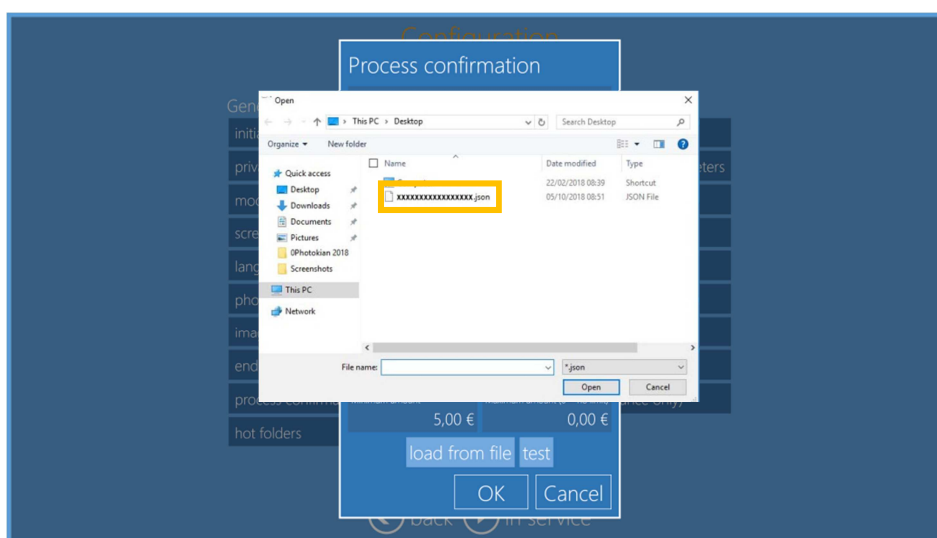 Configuration
Process confirmation
Gen
Open
This PC > Desktop
Search Desktop
initi
Organize
New folder
priv
eters
Name
Date modified
Type
Quick access
22/02/2018 08:39
Shortcut
Desktop
xxxxxxxxxxxxxxxxx.json
05/10/2018 08:51
JSON File
mod
Downloads
Documents
scre
Pictures
0Photokian 2018
lang
Screenshots
This PC
pho
Network
ima
end
File name:
*.json
Open
Cancel
process confirma
5,00 €
0,00 €
hot folders
load from file
test
OK
Cancel
back
in service